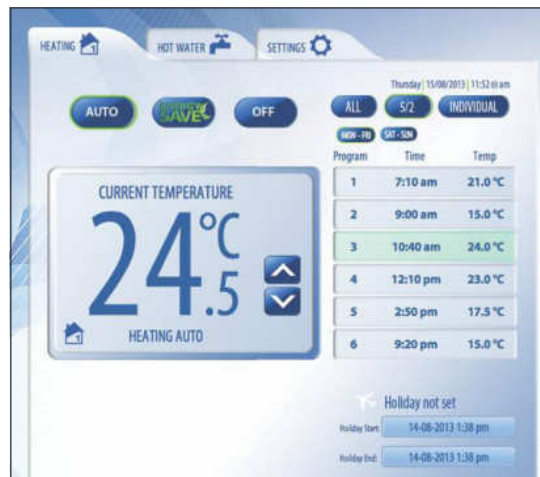 HEATING 1 HOT WATER SETTINGS
Thursday | 15/08/2013 | 11:52 am
AUTO ENERGY SAVE OFF ALL 5/2 INDIVIDUAL
MON - FRI SAT - SUN
Program Time Temp
1 7:10 am 21.0 °C
2 9:00 am 15.0 °C
3 10:40 am 24.0 °C
4 12:10 pm 23.0 °C
5 2:50 pm 17.5 °C
6 9:20 pm 15.0 °C
CURRENT TEMPERATURE
24.5 °C
1 HEATING AUTO
Holiday not set
Holiday Start: 14-08-2013 1:38 pm
Holiday End: 14-08-2013 1:38 pm